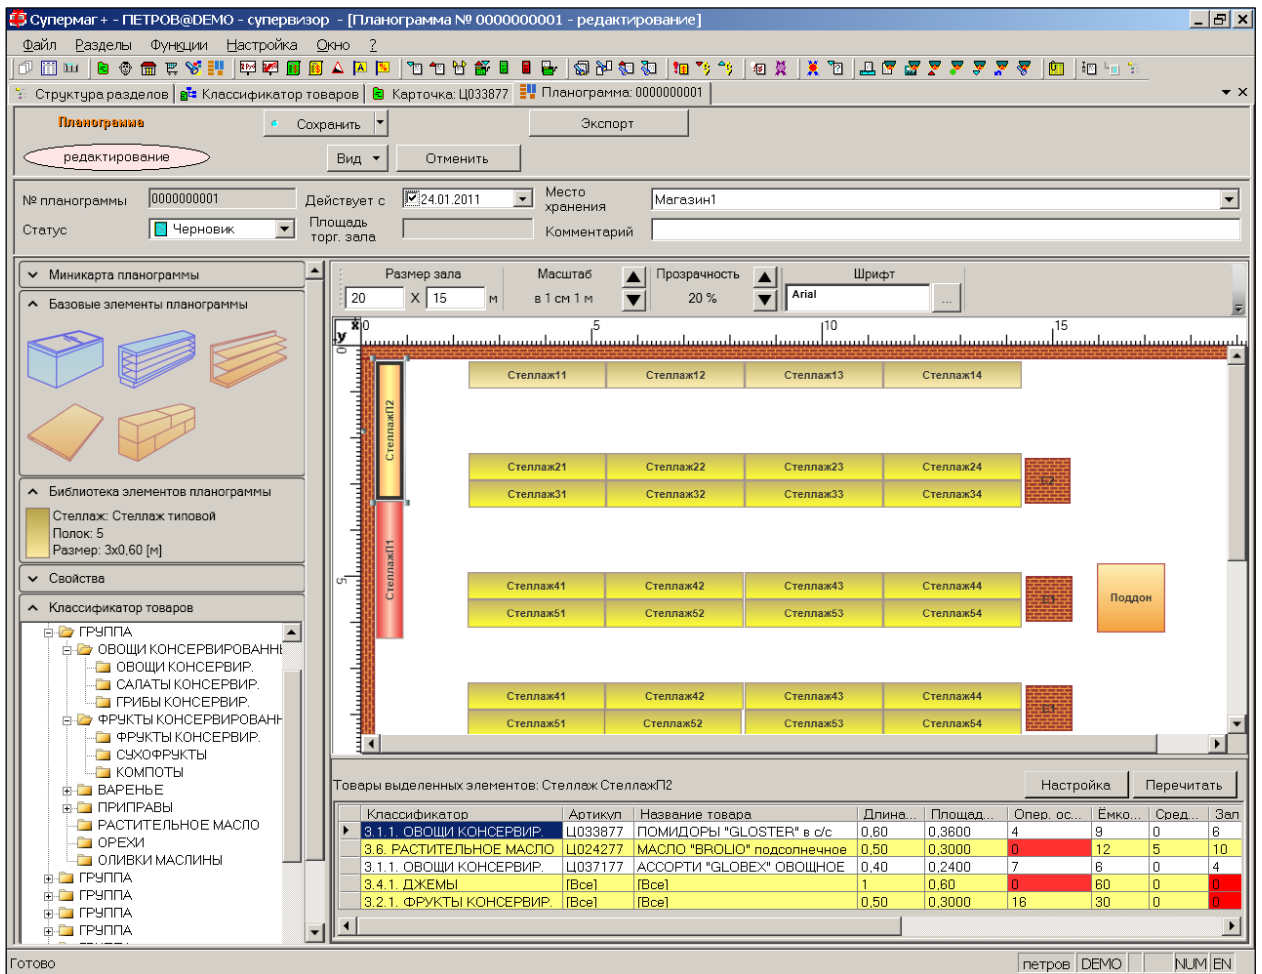 Супермаг+ - ПЕТРОВ@DEMO - супервизор - [Планограмма № 0000000001 - редактирование]
Файл Разделы Функции Настройка Окно ?
Структура разделов Классификатор товаров Карточка: Ц033877 Планограмма: 0000000001
Планограмма Сохранить Экспорт
редактирование Вид Отменить
№ планограммы 0000000001 Действует с 24.01.2011 Место хранения Магазин1
Статус Черновик Площадь торг. зала Комментарий
Миникарта планограммы
Базовые элементы планограммы
Библиотека элементов планограммы
Стеллаж: Стеллаж типовой
Полок: 5
Размер: 3x0,60 [м]
Свойства
Классификатор товаров
ГРУППА
ОВОЩИ КОНСЕРВИРОВАННЫ
ОВОЩИ КОНСЕРВИР.
САЛАТЫ КОНСЕРВИР.
ГРИБЫ КОНСЕРВИР.
ФРУКТЫ КОНСЕРВИРОВАНН
ФРУКТЫ КОНСЕРВИР.
СУХОФРУКТЫ
КОМПОТЫ
ВАРЕНЬЕ
ПРИПРАВЫ
РАСТИТЕЛЬНОЕ МАСЛО
ОРЕХИ
ОЛИВКИ МАСЛИНЫ
ГРУППА
ГРУППА
ГРУППА
ГРУППА
Размер зала Масштаб Прозрачность Шрифт
20 X 15 м в 1 см 1 м 20 % Arial ...
x 0 5 10 15
y 0
5
СтеллажП2
СтеллажП1
Стеллаж11 Стеллаж12 Стеллаж13 Стеллаж14
Стеллаж21 Стеллаж22 Стеллаж23 Стеллаж24
Стеллаж31 Стеллаж32 Стеллаж33 Стеллаж34
Стеллаж41 Стеллаж42 Стеллаж43 Стеллаж44
Стеллаж51 Стеллаж52 Стеллаж53 Стеллаж54
Поддон
Стеллаж41 Стеллаж42 Стеллаж43 Стеллаж44
Стеллаж51 Стеллаж52 Стеллаж53 Стеллаж54
Товары выделенных элементов: Стеллаж СтеллажП2 Настройка Перечитать
Классификатор Артикул Название товара Длина... Площад... Опер. ос... Ёмко... Сред... Зал
3.1.1. ОВОЩИ КОНСЕРВИР. Ц033877 ПОМИДОРЫ "GLOSTER" в с/с 0,60 0,3600 4 9 0 6
3.6. РАСТИТЕЛЬНОЕ МАСЛО Ц024277 МАСЛО "BROLIO" подсолнечное 0,50 0,3000 0 12 5 10
3.1.1. ОВОЩИ КОНСЕРВИР. Ц037177 АССОРТИ "GLOBEX" ОВОЩНОЕ 0,40 0,2400 7 6 0 4
3.4.1. ДЖЕМЫ [Все] [Все] 1 0,60 0 60 0 0
3.2.1. ФРУКТЫ КОНСЕРВИР. [Все] [Все] 0,50 0,3000 16 30 0 0
Готово петров DEMO NUM EN